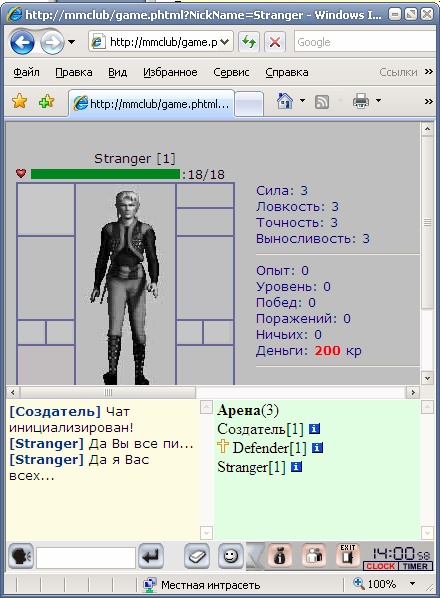 http://mmclub/game.phtml?NickName=Stranger - Windows I...
http://mmclub/game.p
Google
Файл Правка Вид Избранное Сервис Справка Ссылки »
http://mmclub/game.phtml...
Stranger [1]
:18/18
Сила: 3
Ловкость: 3
Точность: 3
Выносливость: 3
Опыт: 0
Уровень: 0
Побед: 0
Поражений: 0
Ничьих: 0
Деньги: 200 кр
[Создатель] Чат
инициализирован!
[Stranger] Да Вы все пи...
[Stranger] Да я Вас
всех...
Арена(3)
Создатель[1]
Defender[1]
Stranger[1]
EXIT
14:00 58
CLOCK TIMER
Местная интрасеть
100%